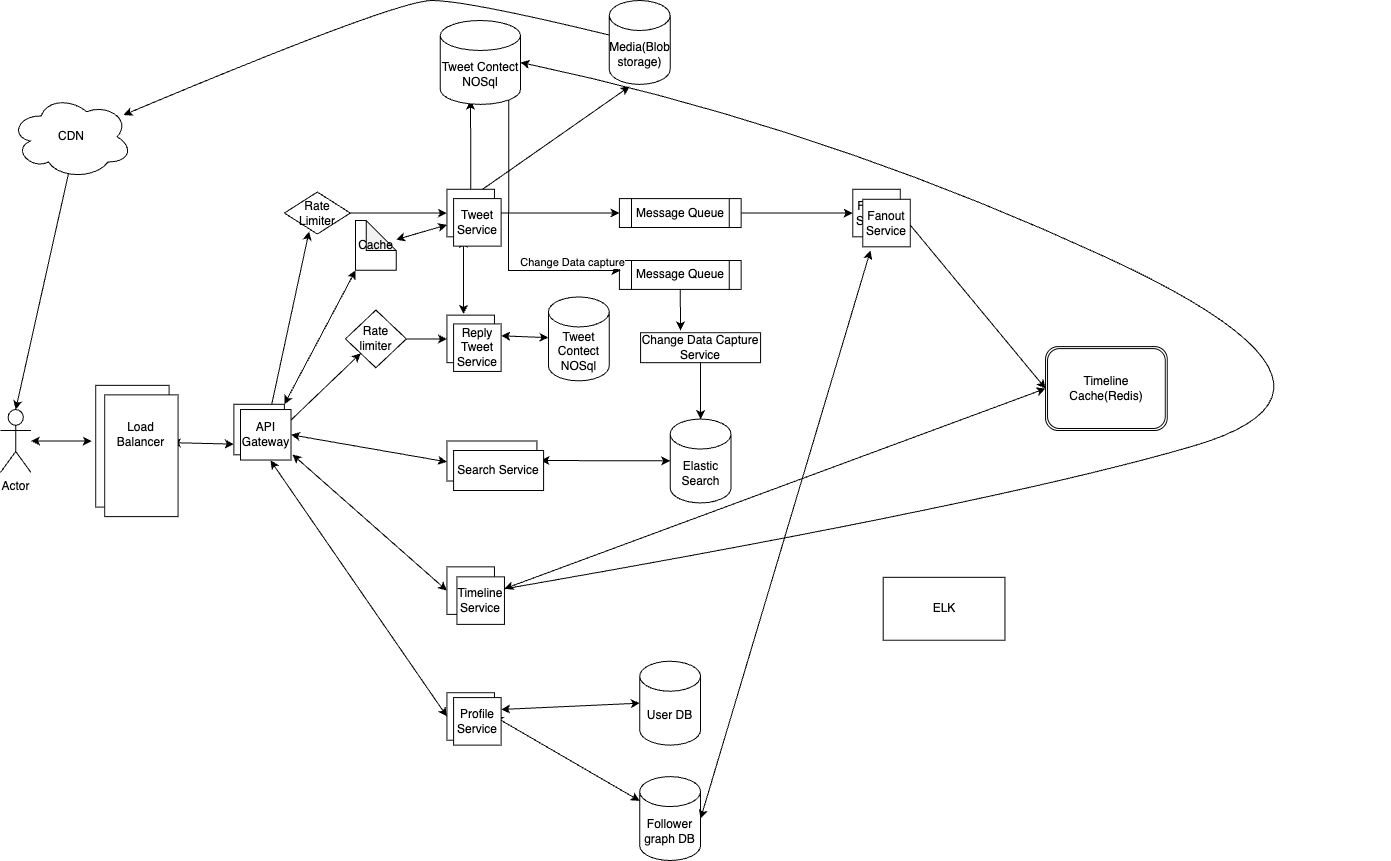 Media(Blob
storage)
Tweet Contect
NOSql
CDN
Rate
Limiter
Tweet
Service
Message Queue
Fanout
Service
Cache
Change Data capture
Message Queue
Rate
limiter
Reply
Tweet
Service
Tweet
Contect
NOSql
Change Data Capture
Service
Timeline
Cache(Redis)
Load
Balancer
API
Gateway
Search Service
Elastic
Search
Actor
Timeline
Service
ELK
Profile
Service
User DB
Follower
graph DB